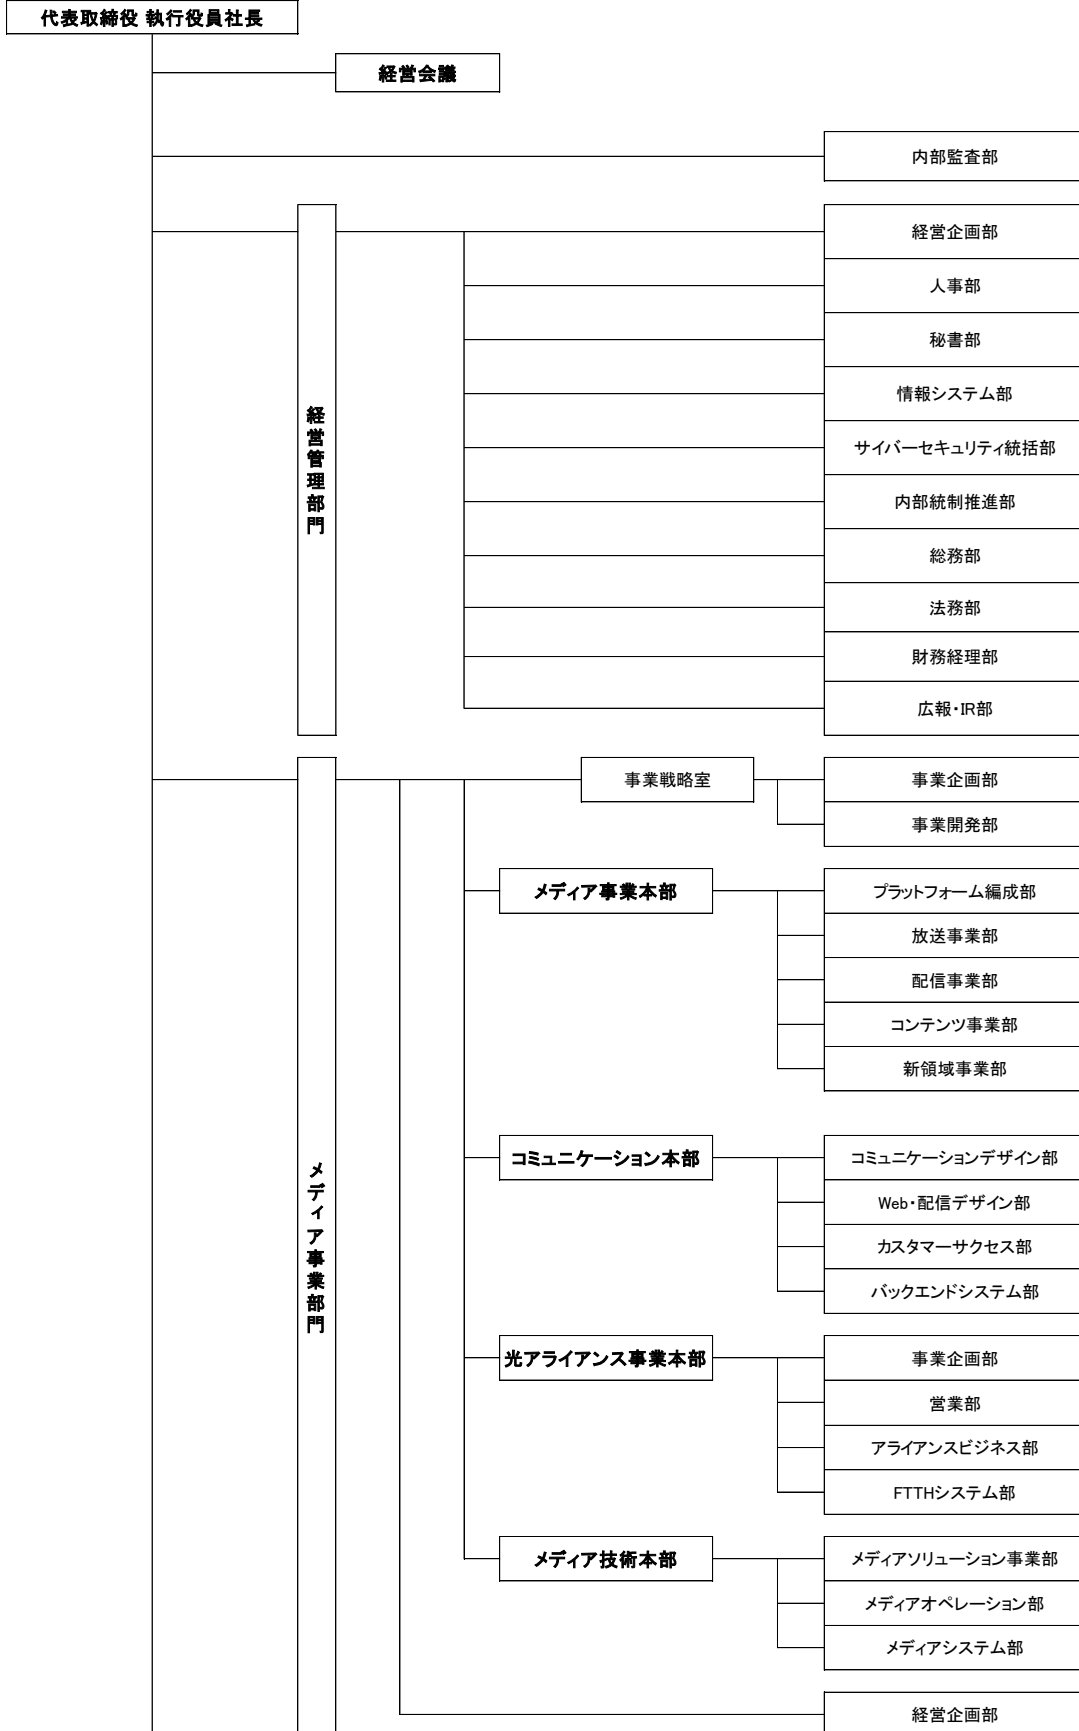 代表取締役 執行役員社長
経営会議
内部監査部
経営管理部門
経営企画部
人事部
秘書部
情報システム部
サイバーセキュリティ統括部
内部統制推進部
総務部
法務部
財務経理部
広報・IR部
メディア事業部門
事業戦略室
事業企画部
事業開発部
メディア事業本部
プラットフォーム編成部
放送事業部
配信事業部
コンテンツ事業部
新領域事業部
コミュニケーション本部
コミュニケーションデザイン部
Web・配信デザイン部
カスタマーサクセス部
バックエンドシステム部
光アライアンス事業本部
事業企画部
営業部
アライアンスビジネス部
FTTHシステム部
メディア技術本部
メディアソリューション事業部
メディアオペレーション部
メディアシステム部
経営企画部